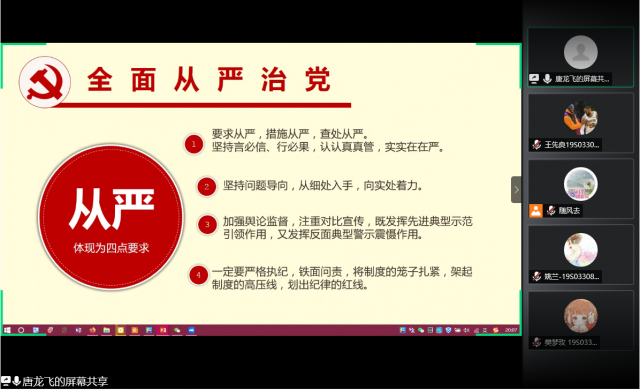 全面从严治党
从严
体现为四点要求
1
要求从严，措施从严，查处从严。
坚持言必信、行必果，认认真真管，实实在在严。
2
坚持问题导向，从细处入手，向实处着力。
3
加强舆论监督，注重对比宣传，既发挥先进典型示范
引领作用，又发挥反面典型警示震慑作用。
4
一定要严格执纪，铁面问责，将制度的笼子扎紧，架起
制度的高压线，划出纪律的红线。
20:07
唐龙飞的屏幕共享
唐龙飞的屏幕共...
王先良19S0330...
随风去
姚兰-19S03308...
樊梦玫 19S033...